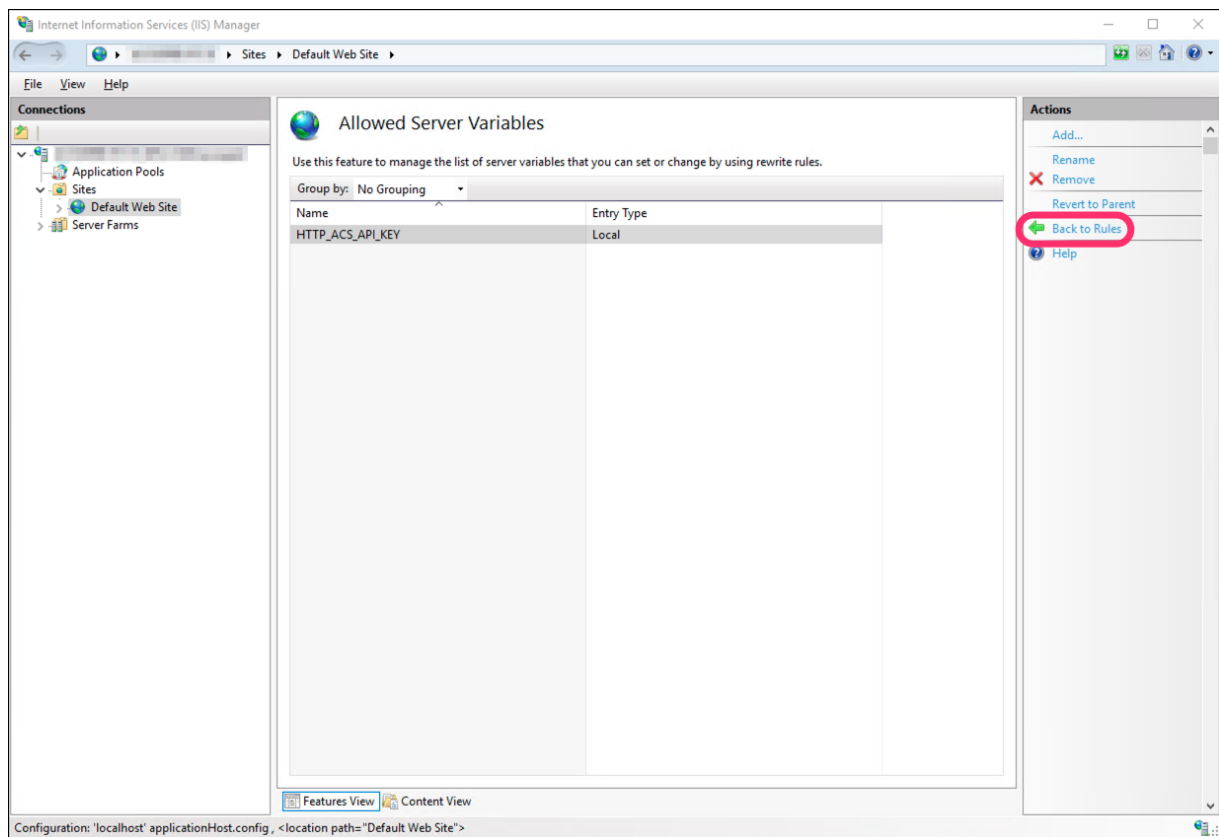 Internet Information Services (IIS) Manager
Sites Default Web Site
File View Help
Connections
Application Pools
Sites
Default Web Site
Server Farms
Allowed Server Variables
Use this feature to manage the list of server variables that you can set or change by using rewrite rules.
Group by: No Grouping
Name Entry Type
HTTP_ACS_API_KEY Local
Features View Content View
Actions
Add...
Rename
Remove
Revert to Parent
Back to Rules
Help
Configuration: 'localhost' applicationHost.config , <location path="Default Web Site">